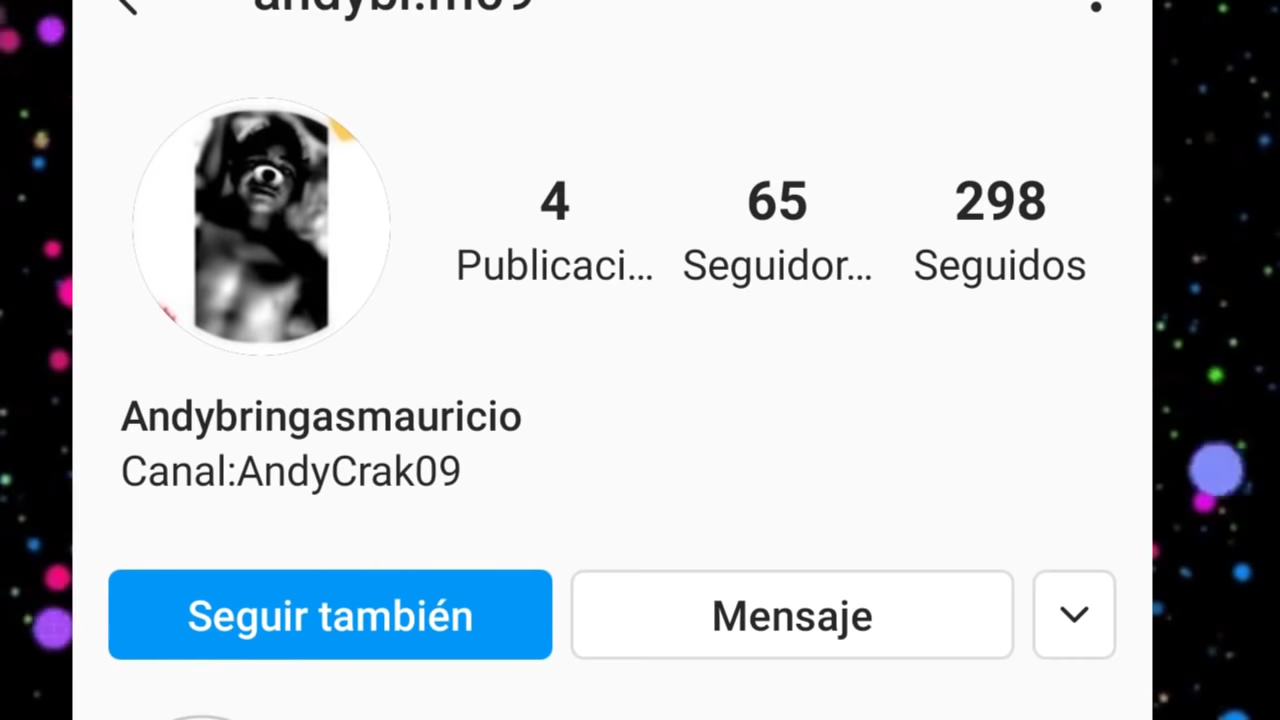 4 65 298
Publicaci... Seguidor... Seguidos
Andybringasmauricio
Canal:AndyCrak09
Seguir también Mensaje